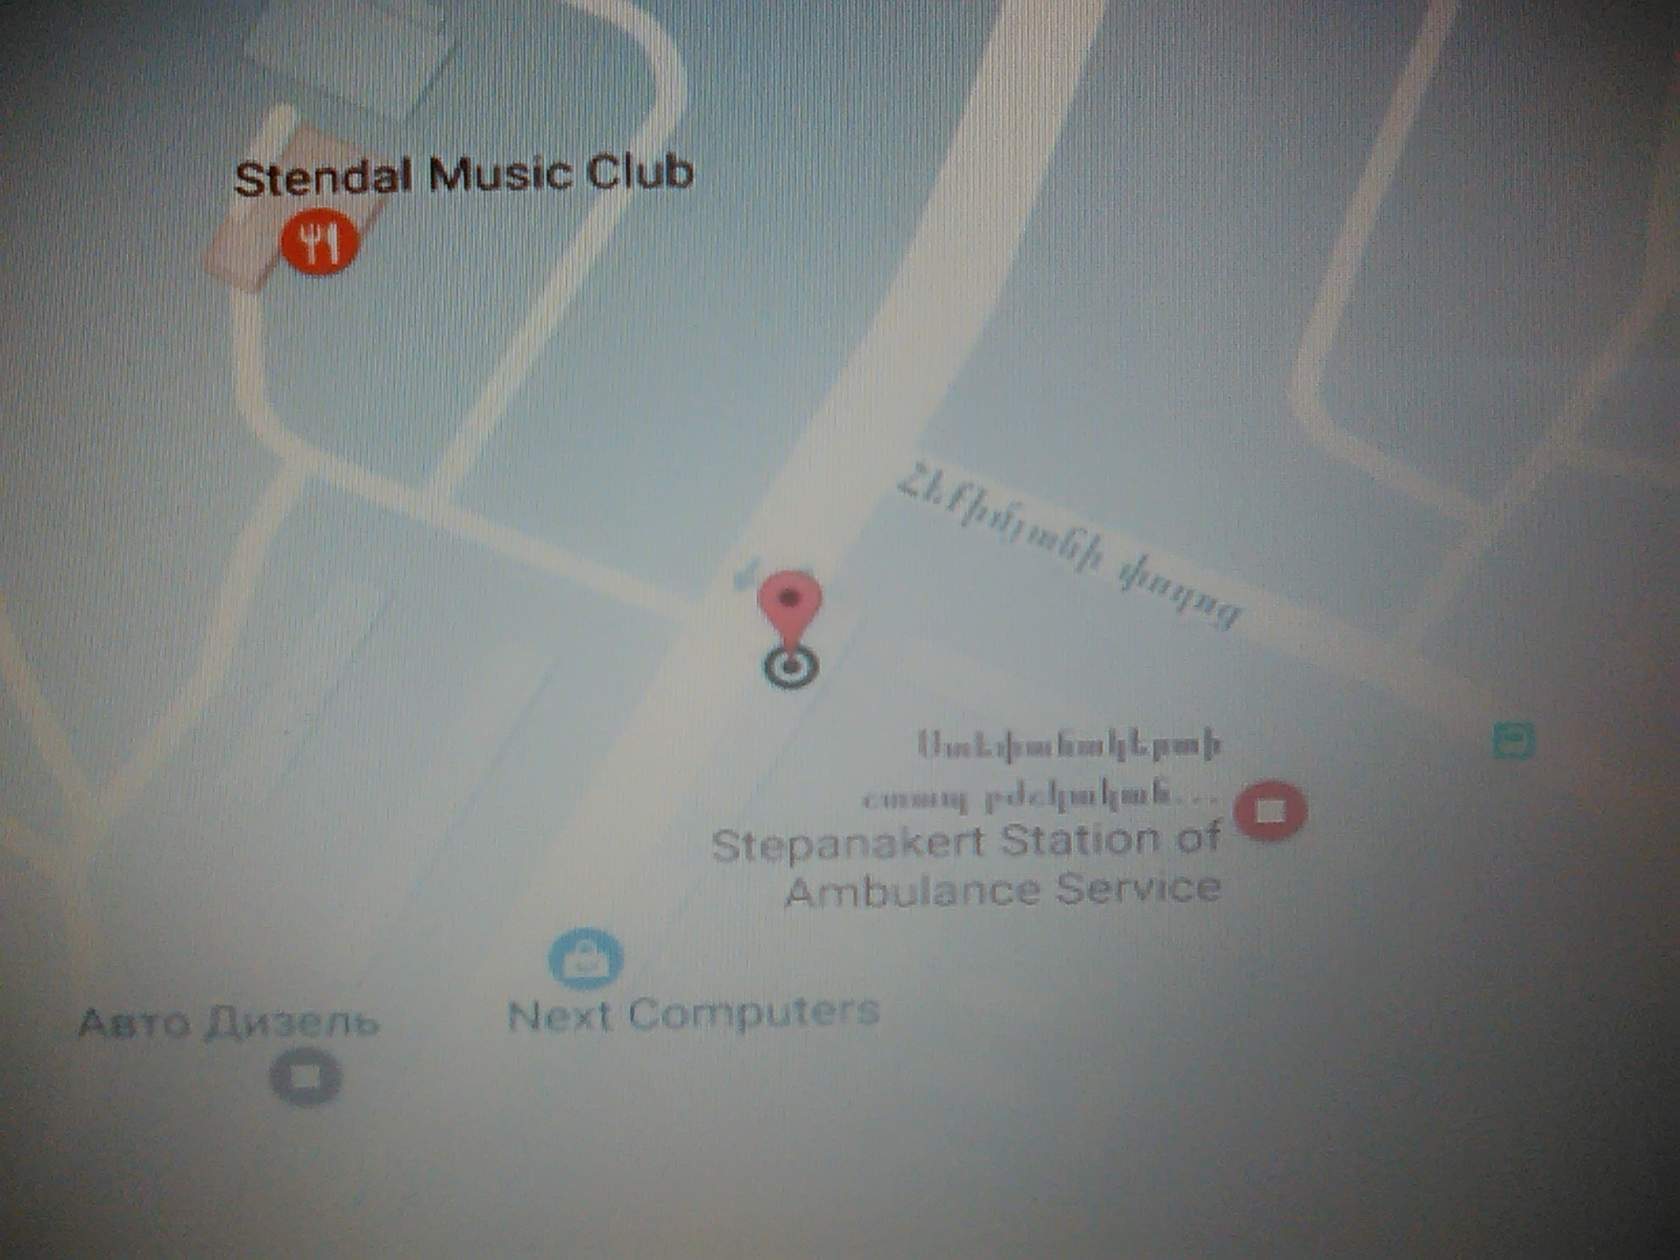 Stendal Music Club
Հեքիմյանի փողոց
Ստեփանակերտի
շտապ բժշկական...
Stepanakert Station of
Ambulance Service
Next Computers
Авто Дизель